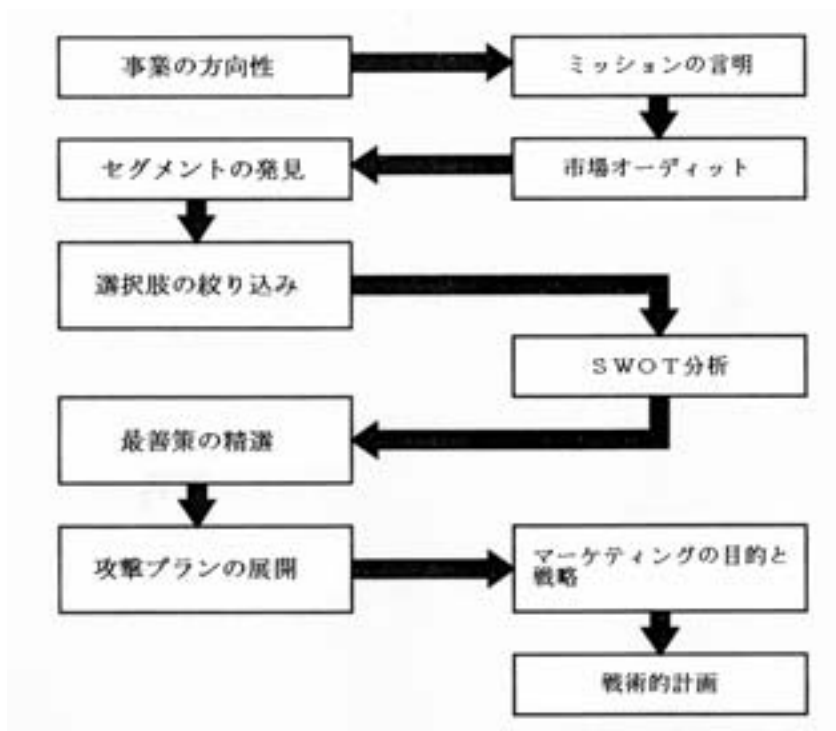 事業の方向性
ミッションの言明
市場オーディット
セグメントの発見
選択肢の絞り込み
SWOT分析
最善策の精選
攻撃プランの展開
マーケティングの目的と
戦略
戦術的計画